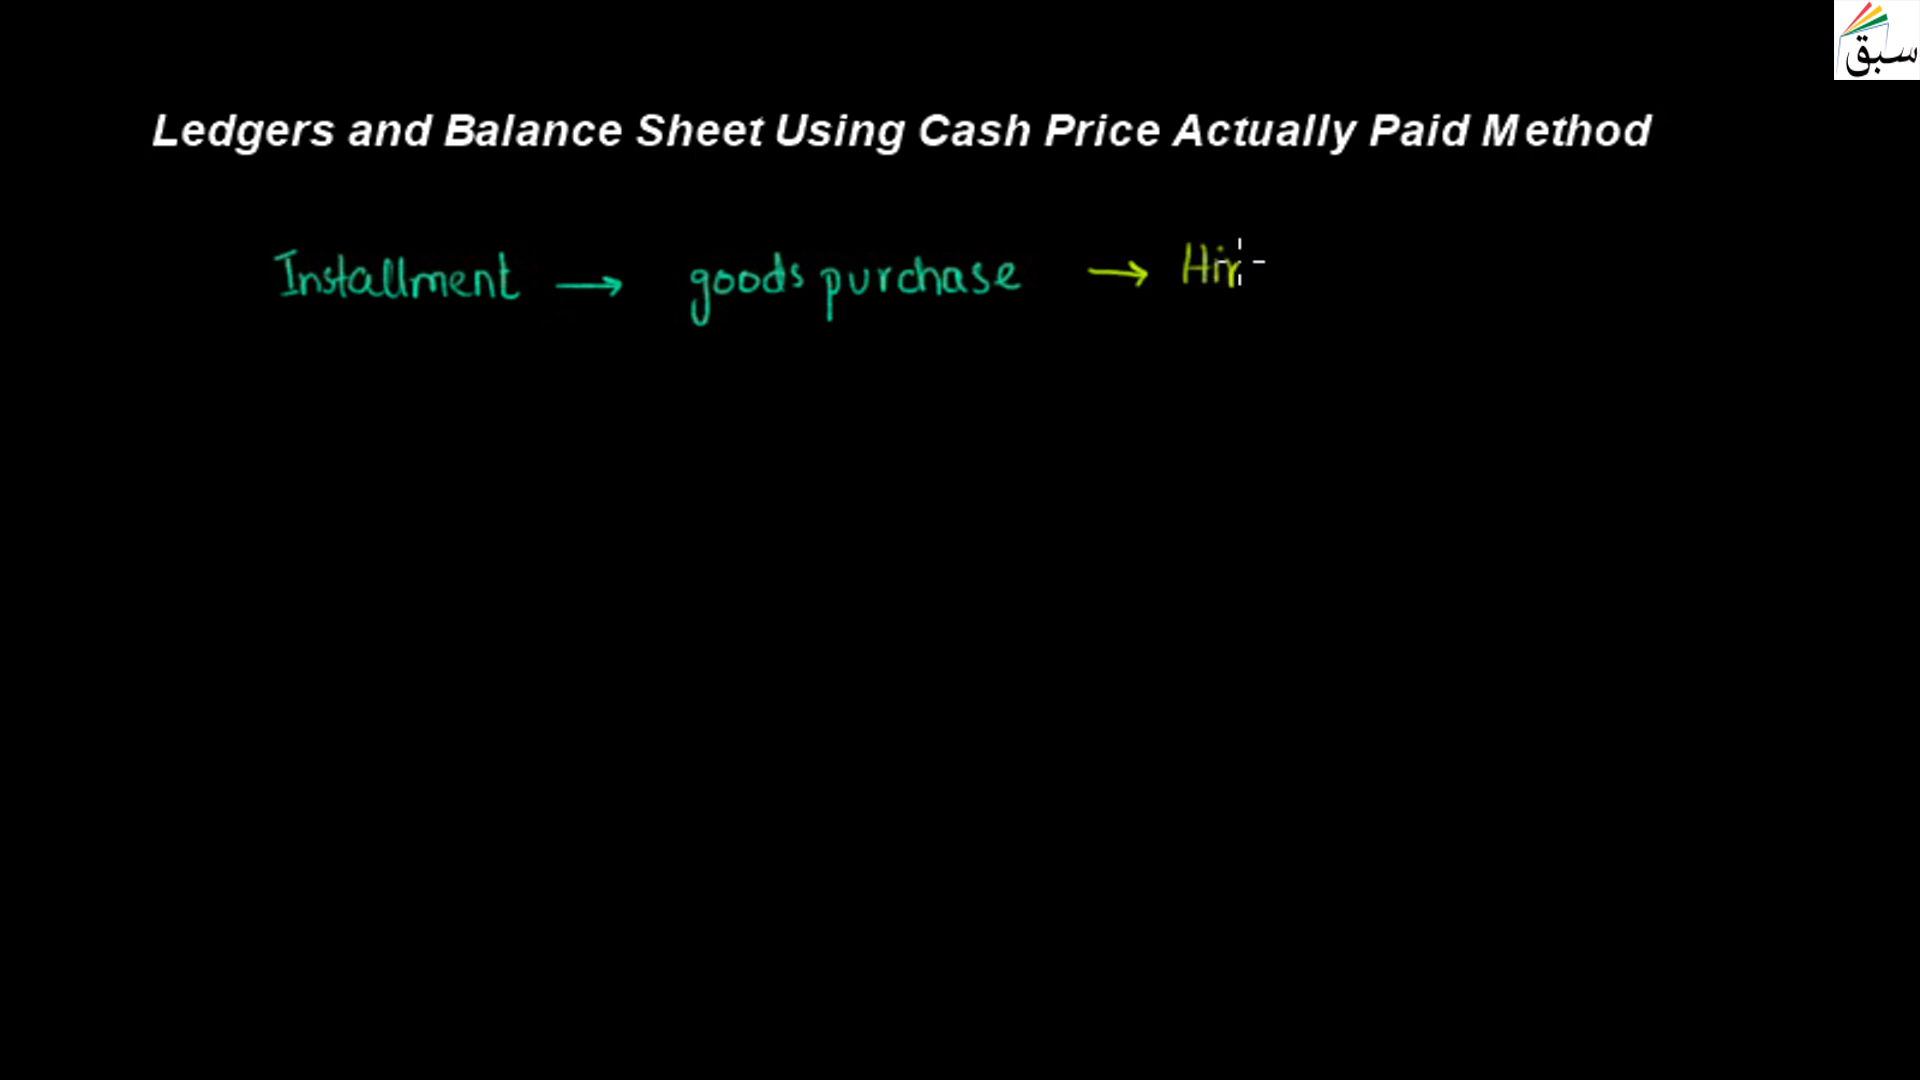 سبق
Ledgers and Balance Sheet Using Cash Price Actually Paid Method
Installment → goods purchase → Hir